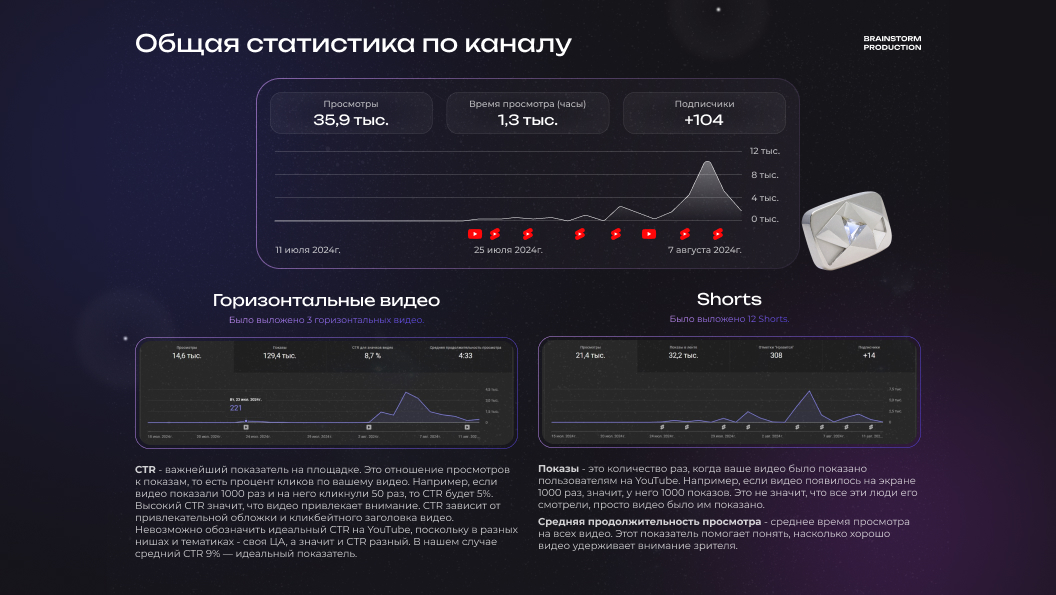 Общая статистика по каналу
BRAINSTORM
PRODUCTION
Просмотры
35,9 тыс.
Время просмотра (часы)
1,3 тыс.
Подписчики
+104
12 тыс.
8 тыс.
4 тыс.
0 тыс.
11 июля 2024г.
25 июля 2024г.
7 августа 2024г.
Горизонтальные видео
Было выложено 3 горизонтальных видео.
Просмотры
14,6 тыс.
Показы
129,4 тыс.
CTR для значков видео
8,7 %
Средняя продолжительность просмотра
4:33
Вт, 23 июл. 2024г.
221
0
CTR - важнейший показатель на площадке. Это отношение просмотров
к показам, то есть процент кликов по вашему видео. Например, если
видео показали 1000 раз и на него кликнули 50 раз, то CTR будет 5%.
Высокий CTR значит, что видео привлекает внимание. CTR зависит от
привлекательной обложки и кликбейтного заголовка видео.
Невозможно обозначить идеальный CTR на YouTube, поскольку в разных
нишах и тематиках - своя ЦА, а значит и CTR разный. В нашем случае
средний CTR 9% — идеальный показатель.
Shorts
Было выложено 12 Shorts.
Просмотры
21,4 тыс.
Показы в ленте
32,2 тыс.
Отметки "Нравится"
308
Подписчики
+14
0
Показы - это количество раз, когда ваше видео было показано
пользователям на YouTube. Например, если видео появилось на экране
1000 раз, значит, у него 1000 показов. Это не значит, что все эти люди его
смотрели, просто видео было им показано.
Средняя продолжительность просмотра - среднее время просмотра
на всех видео. Этот показатель помогает понять, насколько хорошо
видео удерживает внимание зрителя.